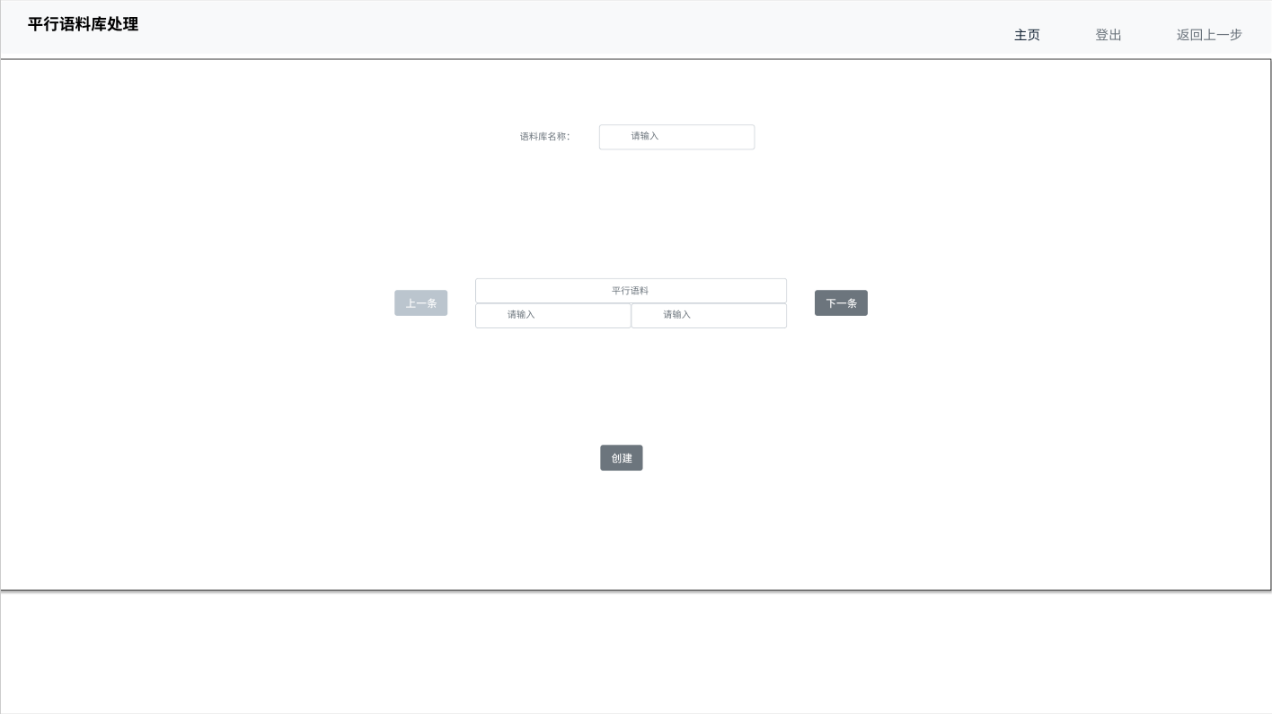 平行语料库处理
主页 登出 返回上一步
语料库名称: 请输入
平行语料
上一条 请输入 请输入 下一条
创建